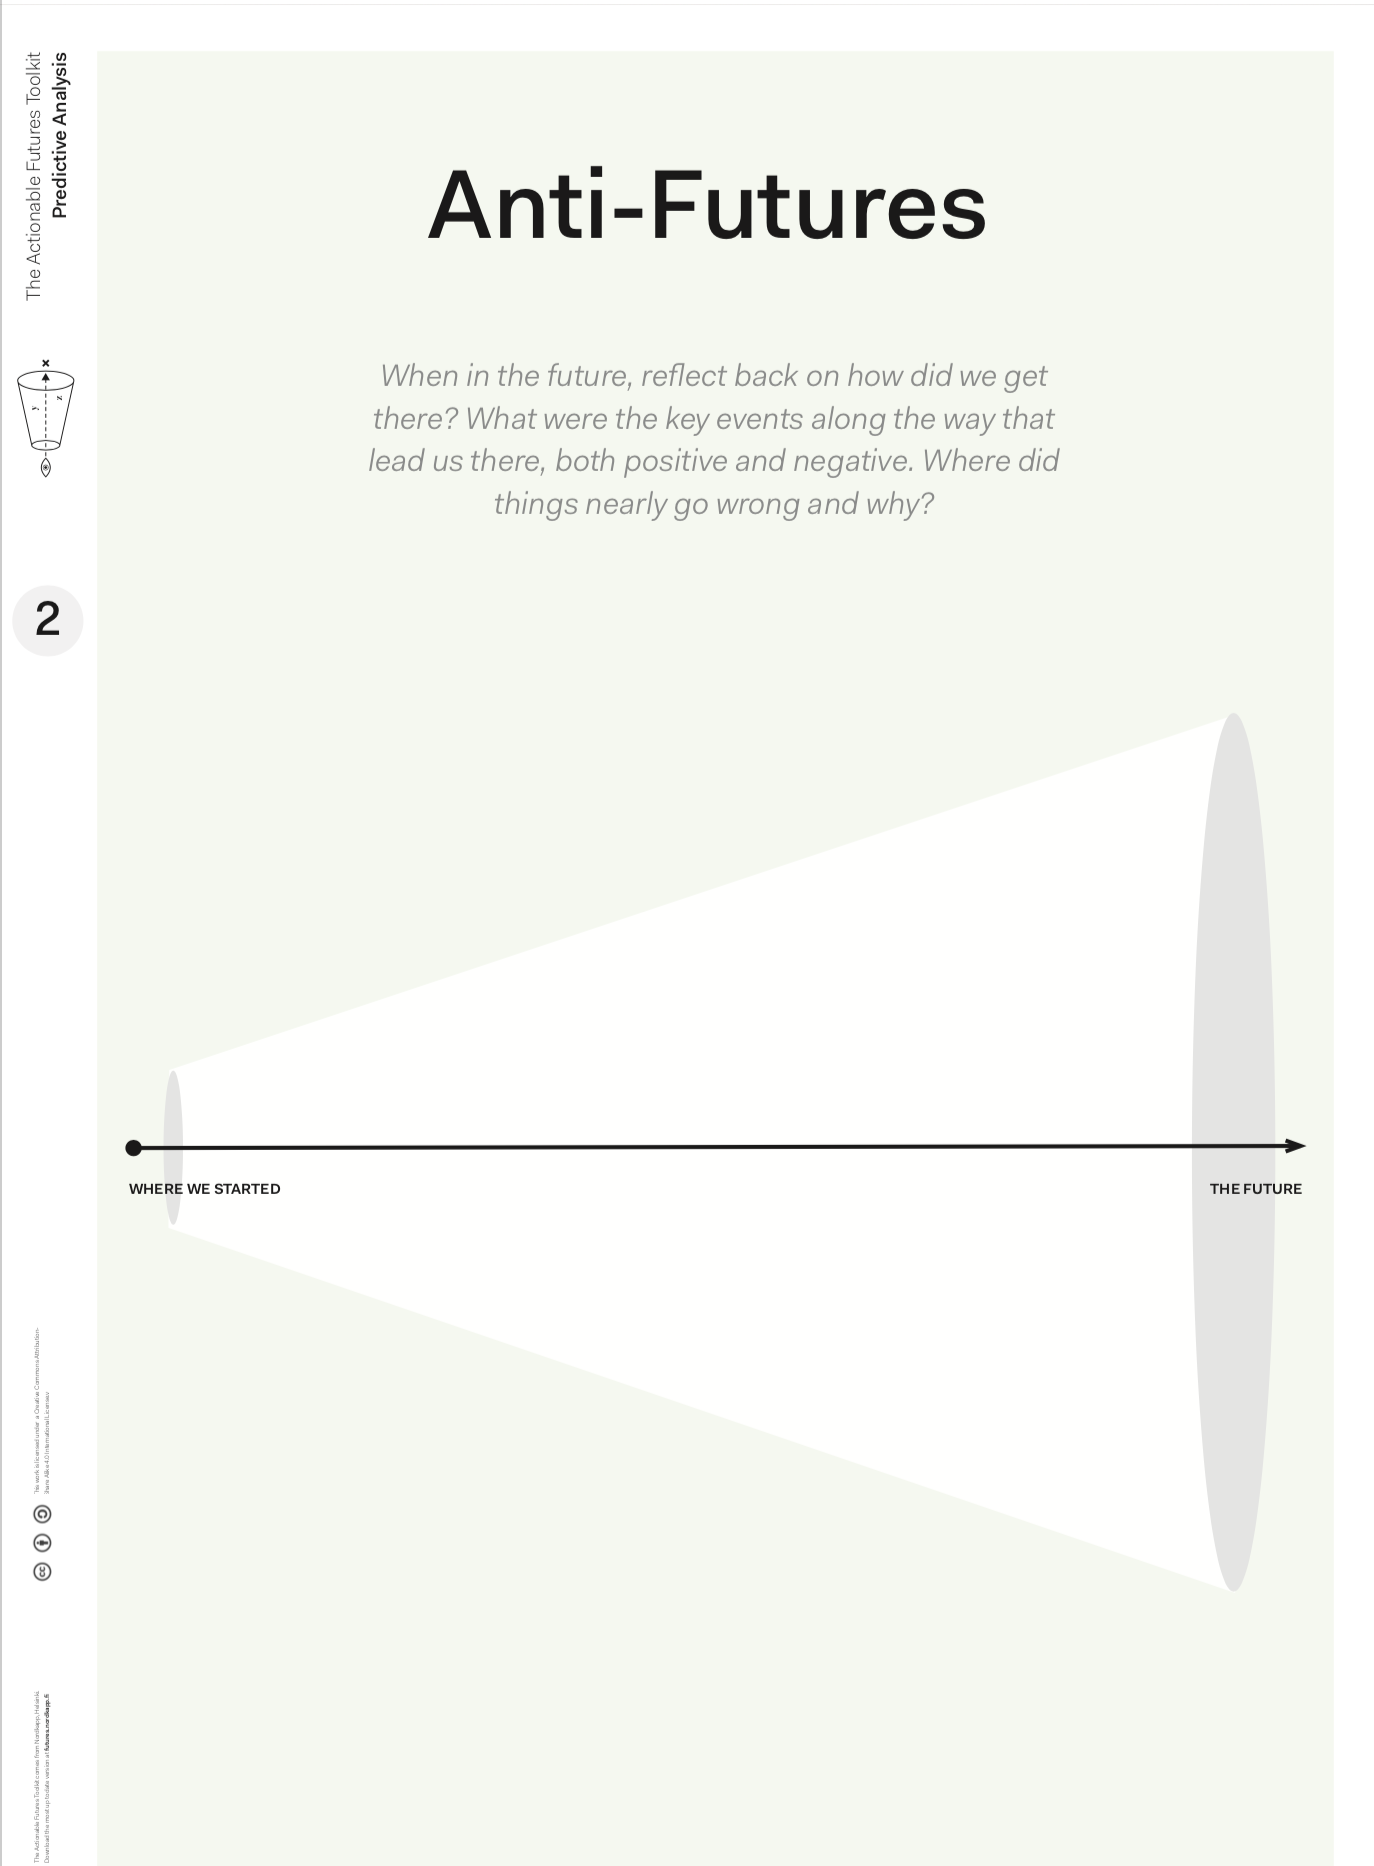 The Actionable Futures Toolkit
Predictive Analysis
x
y
z
2
Anti-Futures
When in the future, reflect back on how did we get
there? What were the key events along the way that
lead us there, both positive and negative. Where did
things nearly go wrong and why?
WHERE WE STARTED
THE FUTURE
This work is licensed under a Creative Commons Attribution-
Share Alike 4.0 International License
cc
The Actionable Futures Toolkit comes from Nordkapp, Helsinki.
Download the most up to date version at futures.nordkapp.fi